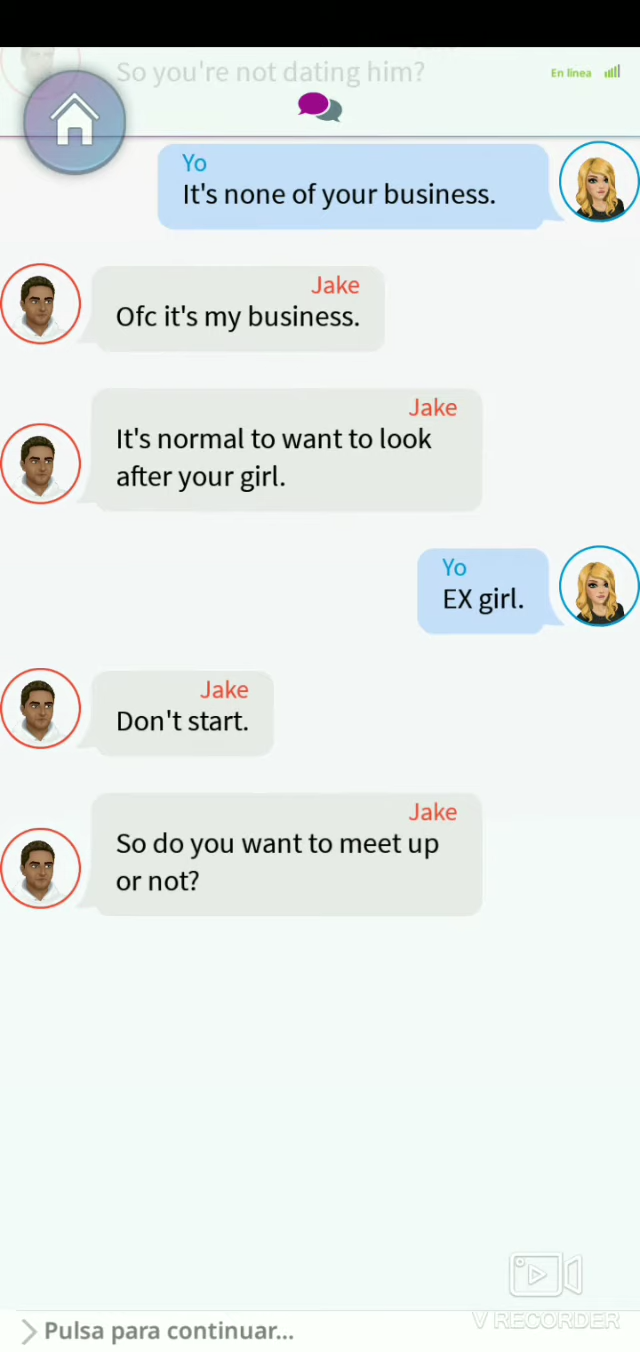 So you're not dating him?
En línea
Yo
It's none of your business.
Jake
Ofc it's my business.
Jake
It's normal to want to look
after your girl.
Yo
EX girl.
Jake
Don't start.
Jake
So do you want to meet up
or not?
V RECORDER
Pulsa para continuar...